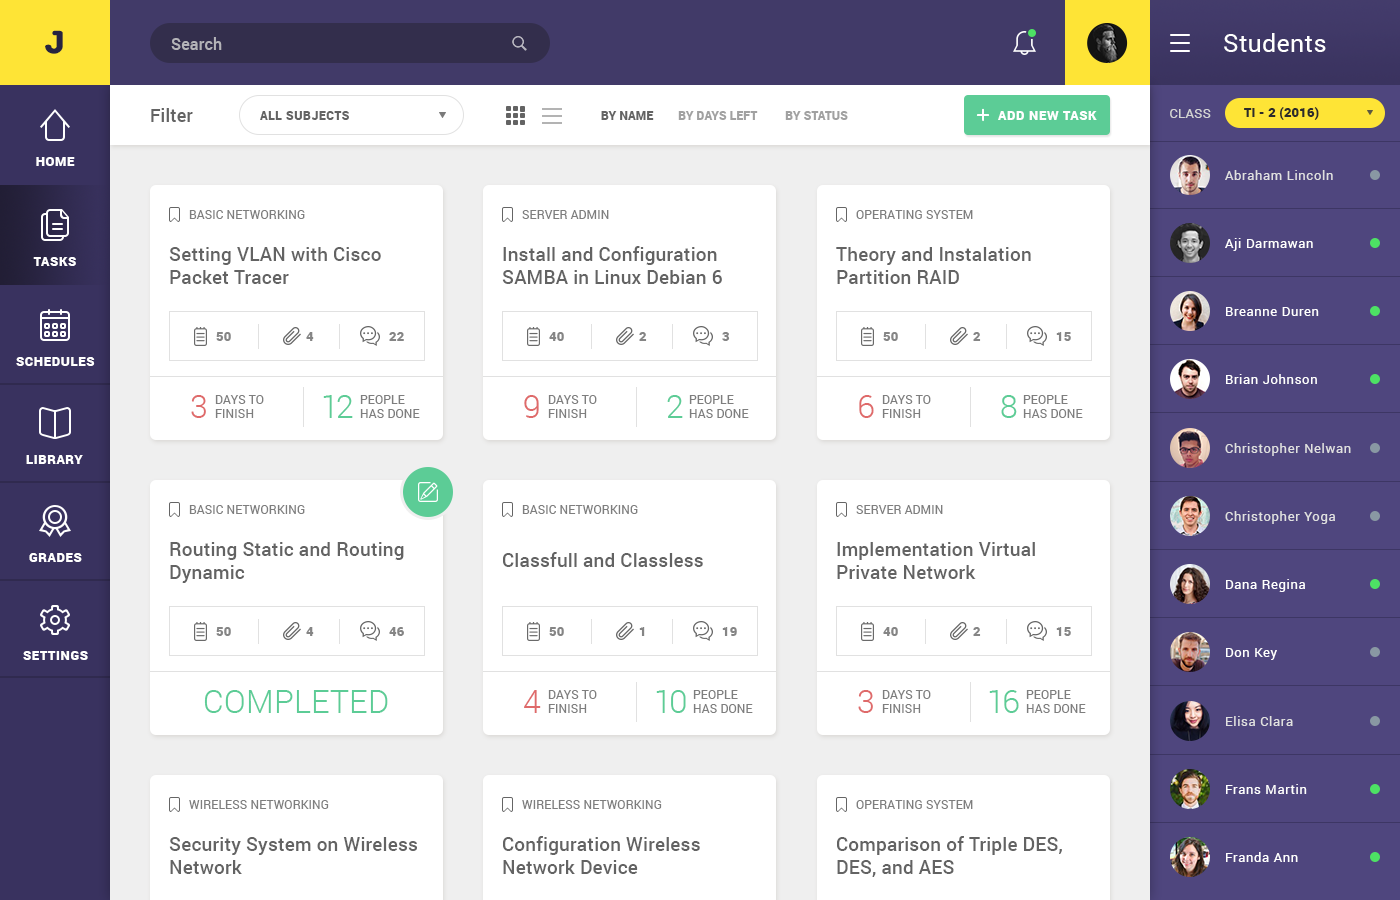 J
Search
Students
HOME
TASKS
SCHEDULES
LIBRARY
GRADES
SETTINGS
Filter
ALL SUBJECTS
BY NAME
BY DAYS LEFT
BY STATUS
+ ADD NEW TASK
BASIC NETWORKING
Setting VLAN with Cisco
Packet Tracer
50
4
22
3 DAYS TO
FINISH
12 PEOPLE
HAS DONE
SERVER ADMIN
Install and Configuration
SAMBA in Linux Debian 6
40
2
3
9 DAYS TO
FINISH
2 PEOPLE
HAS DONE
OPERATING SYSTEM
Theory and Instalation
Partition RAID
50
2
15
6 DAYS TO
FINISH
8 PEOPLE
HAS DONE
BASIC NETWORKING
Routing Static and Routing
Dynamic
50
4
46
COMPLETED
BASIC NETWORKING
Classfull and Classless
50
1
19
4 DAYS TO
FINISH
10 PEOPLE
HAS DONE
SERVER ADMIN
Implementation Virtual
Private Network
40
2
15
3 DAYS TO
FINISH
16 PEOPLE
HAS DONE
WIRELESS NETWORKING
Security System on Wireless
Network
WIRELESS NETWORKING
Configuration Wireless
Network Device
OPERATING SYSTEM
Comparison of Triple DES,
DES, and AES
CLASS
TI - 2 (2016)
Abraham Lincoln
Aji Darmawan
Breanne Duren
Brian Johnson
Christopher Nelwan
Christopher Yoga
Dana Regina
Don Key
Elisa Clara
Frans Martin
Franda Ann